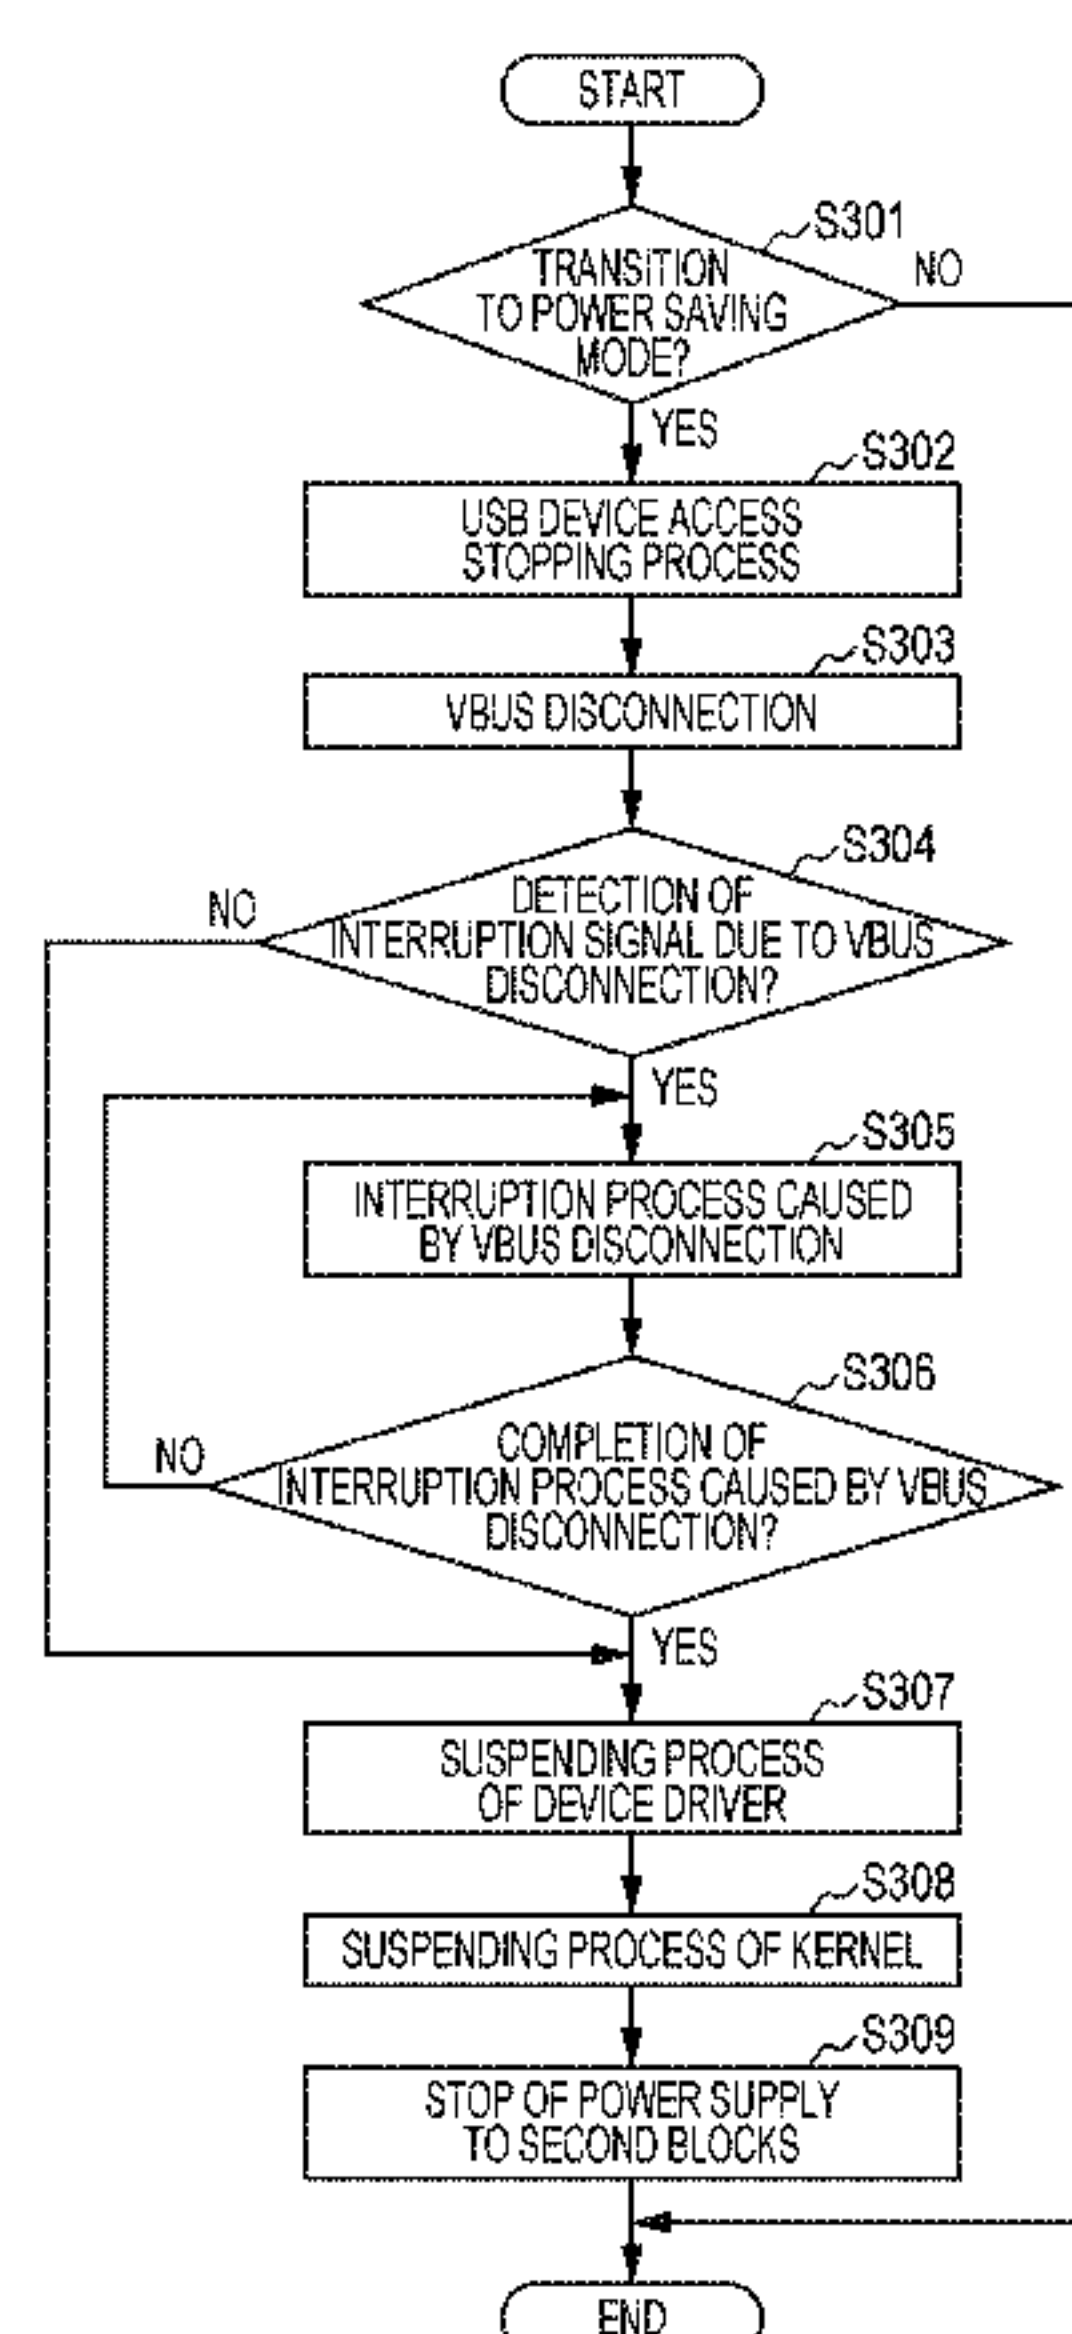 START
S301
TRANSITION
TO POWER SAVING
MODE?
NO
YES
S302
USB DEVICE ACCESS
STOPPING PROCESS
S303
VBUS DISCONNECTION
S304
DETECTION OF
INTERRUPTION SIGNAL DUE TO VBUS
DISCONNECTION?
NO
YES
S305
INTERRUPTION PROCESS CAUSED
BY VBUS DISCONNECTION
S306
COMPLETION OF
INTERRUPTION PROCESS CAUSED BY VBUS
DISCONNECTION?
NO
YES
S307
SUSPENDING PROCESS
OF DEVICE DRIVER
S308
SUSPENDING PROCESS OF KERNEL
S309
STOP OF POWER SUPPLY
TO SECOND BLOCKS
END